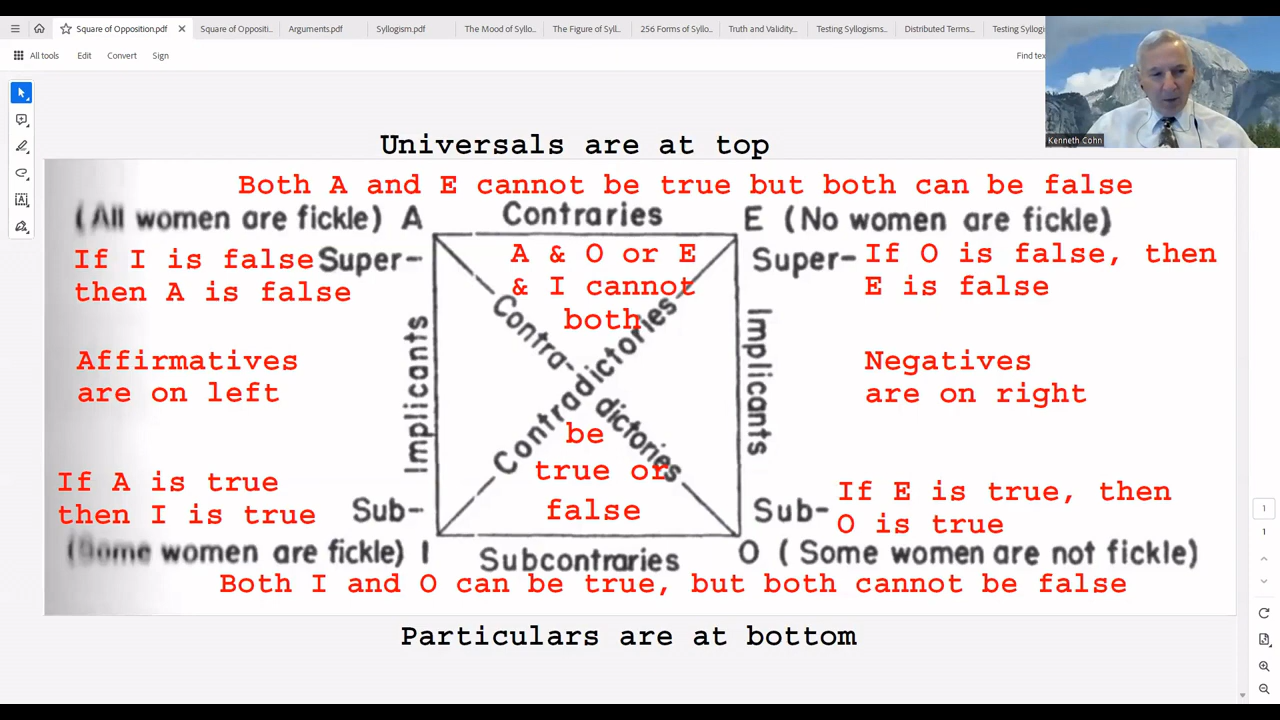 Square of Opposition.pdf
Square of Oppositi...
Arguments.pdf
Syllogism.pdf
The Mood of Syllo...
The Figure of Syll...
256 Forms of Syllo...
Truth and Validity...
Testing Syllogisms...
Distributed Terms...
Testing Syllogism
All tools
Edit
Convert
Sign
Find tex
Kenneth Cohn
Universals are at top
Both A and E cannot be true but both can be false
(All women are fickle) A
Contraries
E (No women are fickle)
If I is false
then A is false
Super-
A & O or E
& I cannot
both
Super-
If O is false, then
E is false
Contra-
Contradictories
Implicants
Implicants
Affirmatives
are on left
Negatives
are on right
dictories
be
true or
false
If A is true
then I is true
Sub-
Sub-
If E is true, then
O is true
(Some women are fickle) I
Subcontraries
O ( Some women are not fickle)
Both I and O can be true, but both cannot be false
Particulars are at bottom
1
1